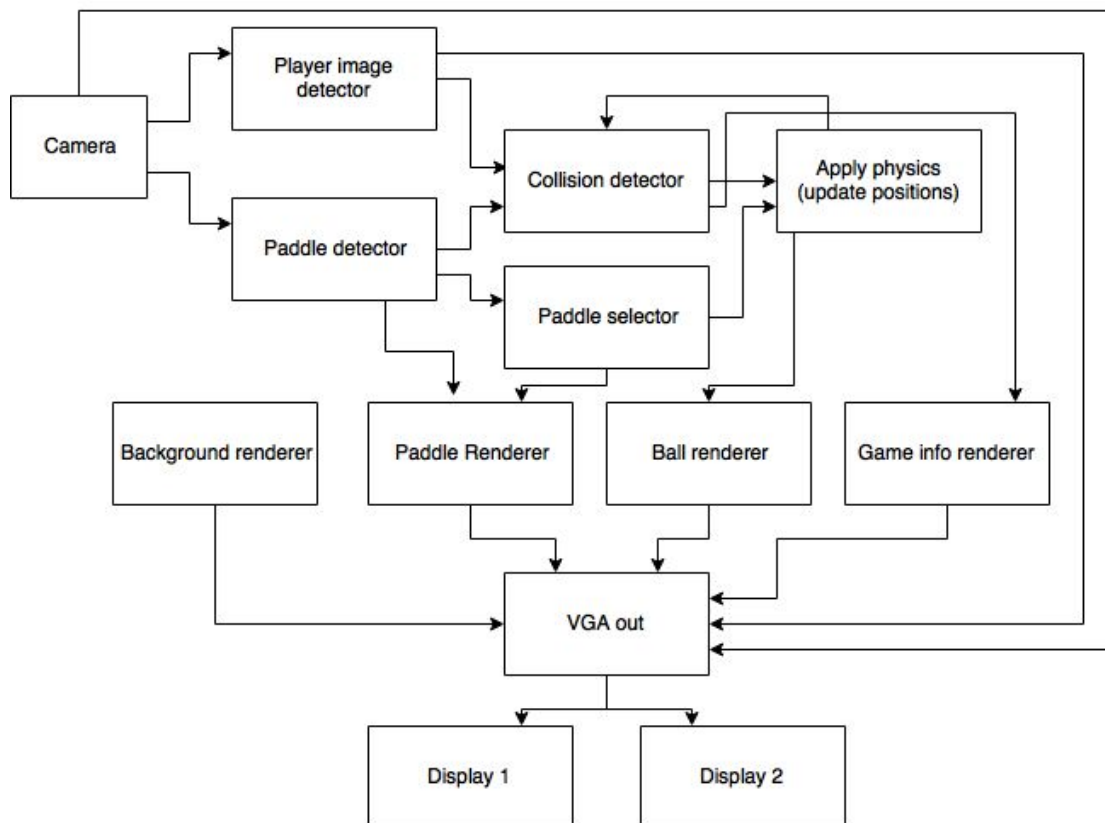 Player image
detector
Camera
Collision detector
Apply physics
(update positions)
Paddle detector
Paddle selector
Background renderer
Paddle Renderer
Ball renderer
Game info renderer
VGA out
Display 1
Display 2